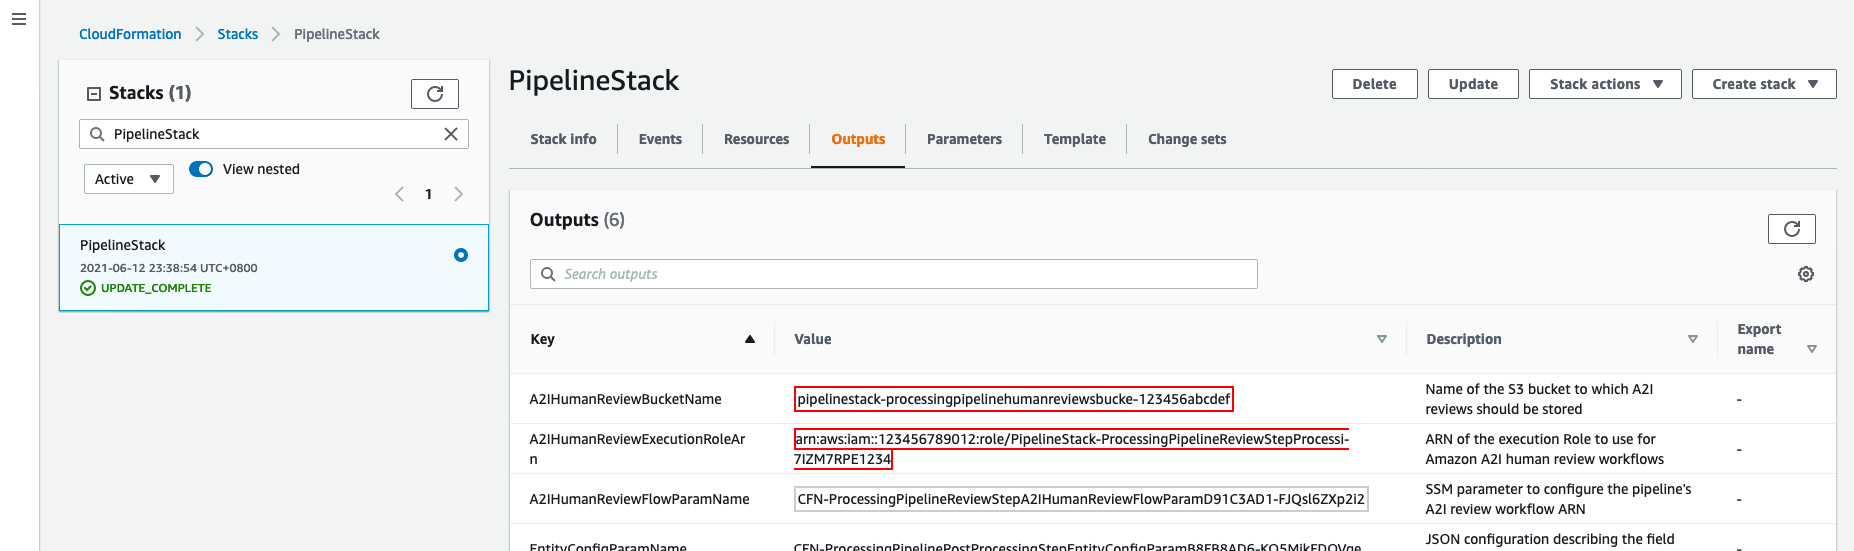 CloudFormation > Stacks > PipelineStack
Stacks (1)
PipelineStack
Active
View nested
1
PipelineStack
2021-06-12 23:38:54 UTC+0800
UPDATE_COMPLETE
PipelineStack
Delete
Update
Stack actions
Create stack
Stack info
Events
Resources
Outputs
Parameters
Template
Change sets
Outputs (6)
Search outputs
Key
Value
Description
Export
name
A2IHumanReviewBucketName
pipelinestack-processingpipelinehumanreviewsbucke-123456abcdef
Name of the S3 bucket to which A2I
reviews should be stored
-
A2IHumanReviewExecutionRoleAr
n
arn:aws:iam::123456789012:role/PipelineStack-ProcessingPipelineReviewStepProcessi-
7IZM7RPE1234
ARN of the execution Role to use for
Amazon A2I human review workflows
-
A2IHumanReviewFlowParamName
CFN-ProcessingPipelineReviewStepA2IHumanReviewFlowParamD91C3AD1-FJQsl6ZXp2i2
SSM parameter to configure the pipeline's
A2I review workflow ARN
-
EntityConfigParamName
JSON configuration describing the field